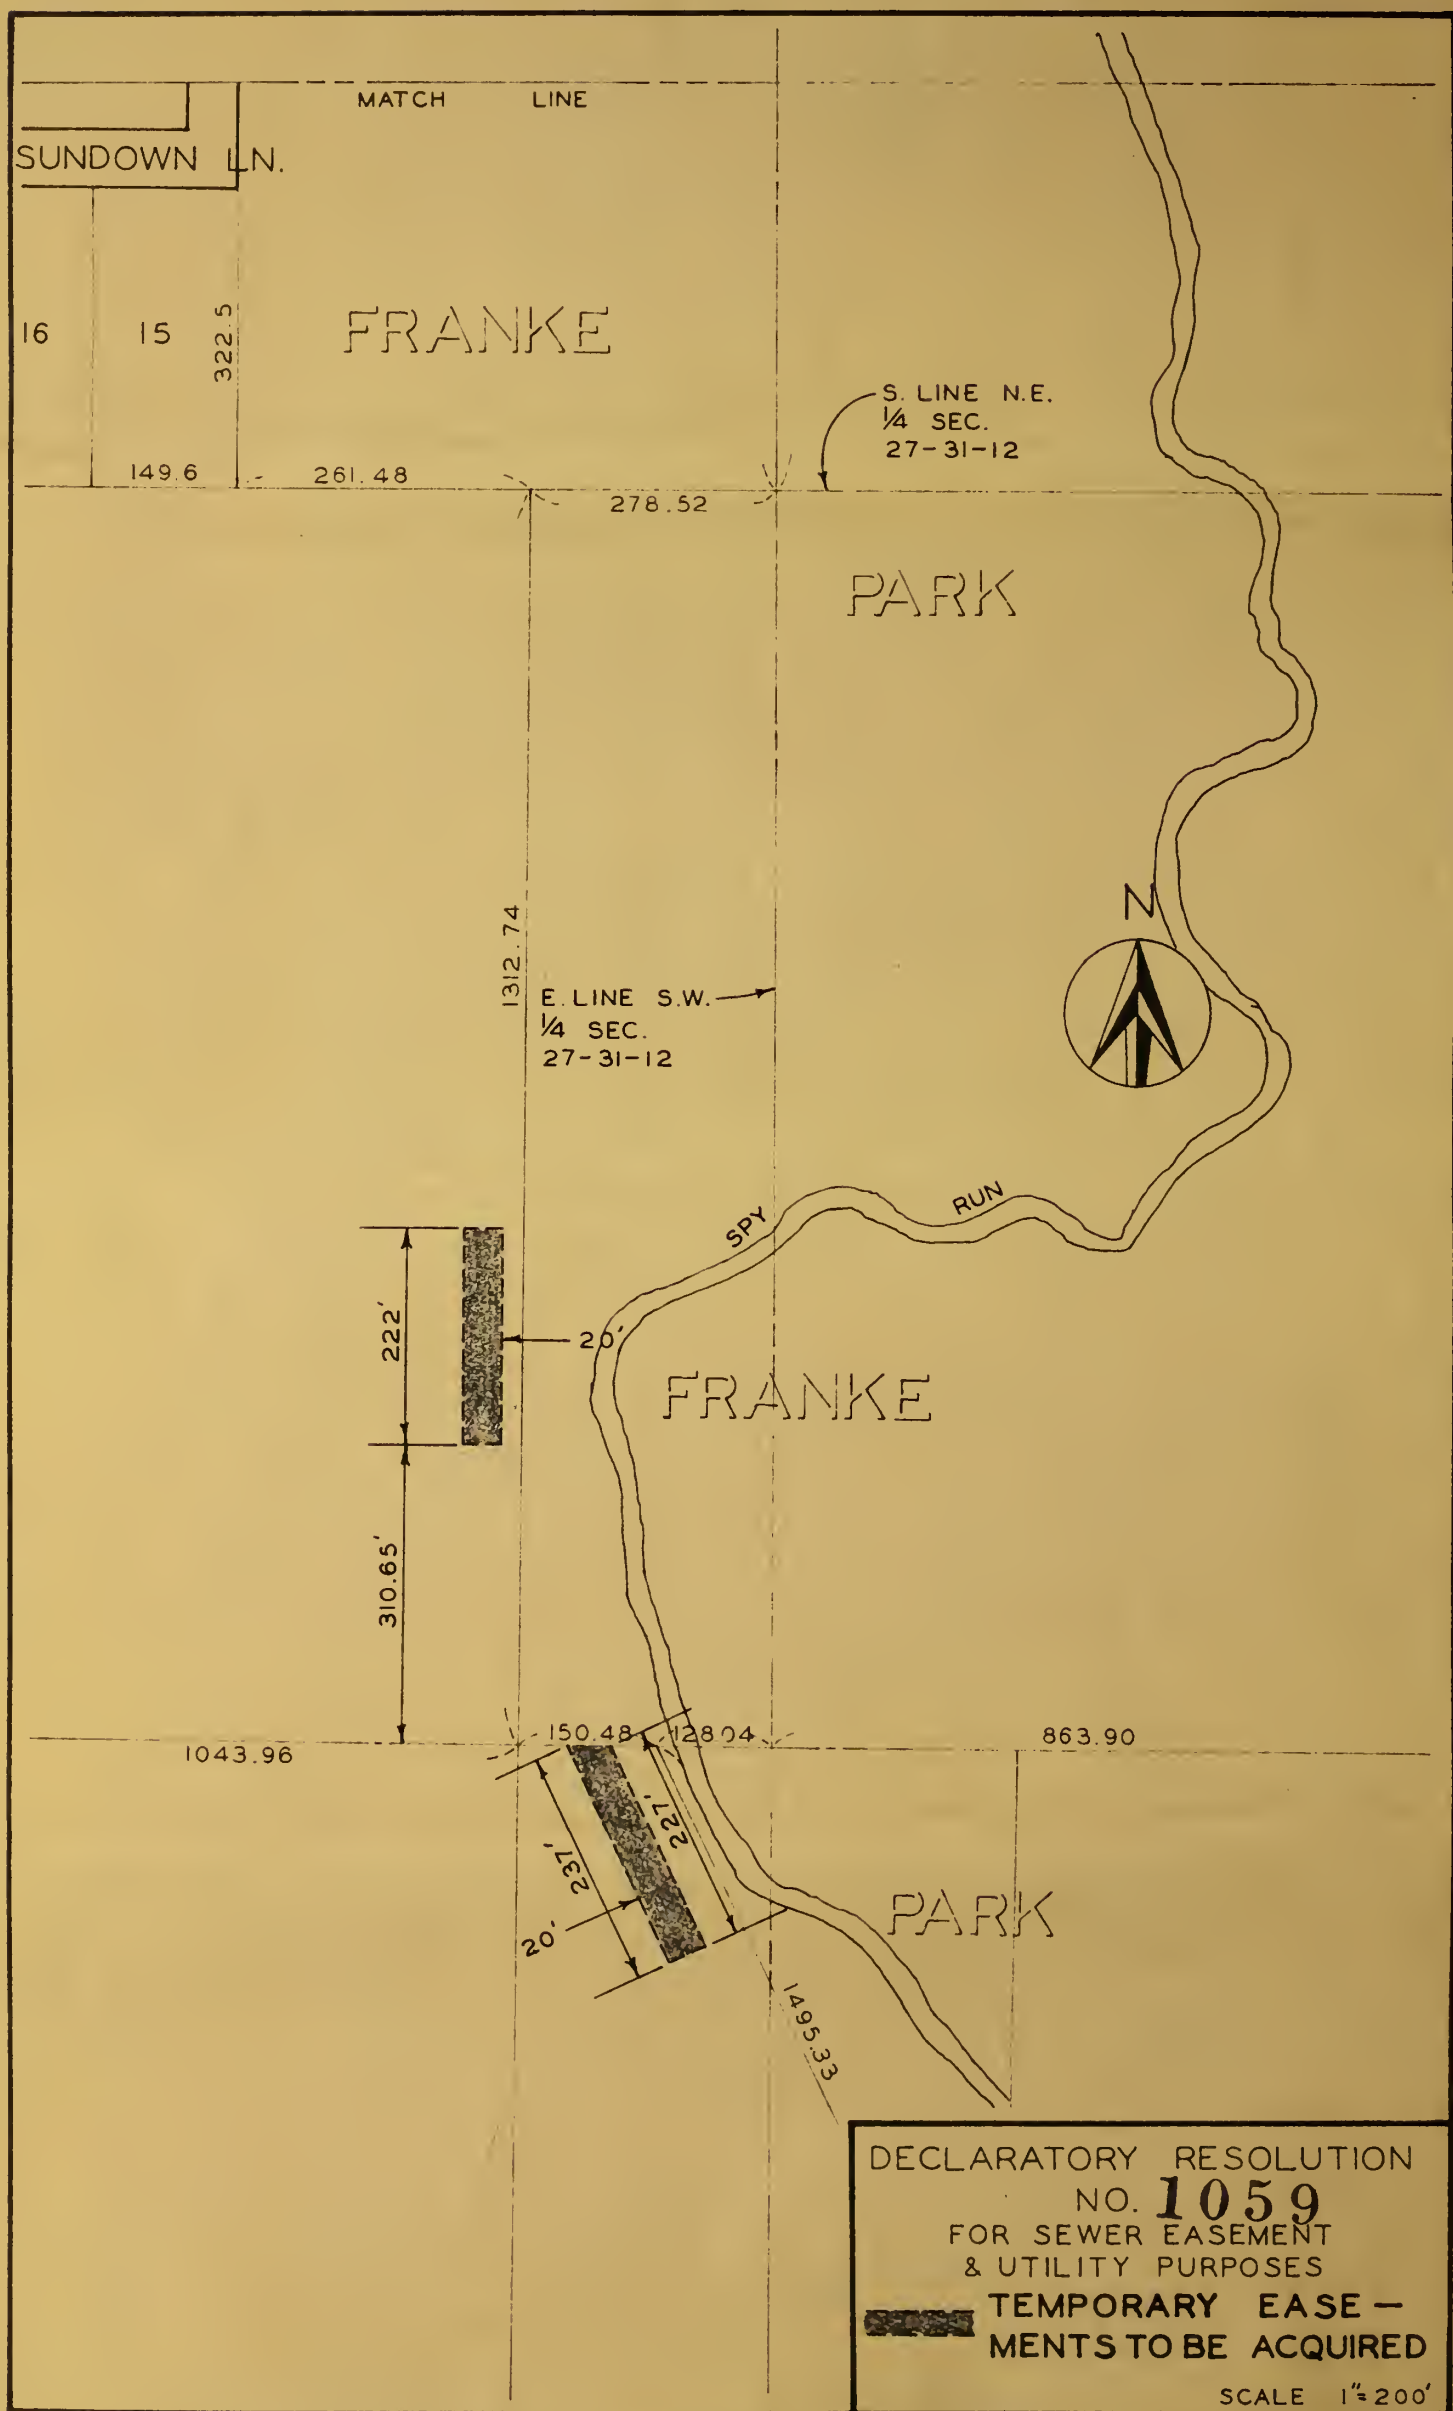 MATCH LINE
SUNDOWN LN.
16
15
322.5
FRANKE
S. LINE N.E.
1/4 SEC.
27-31-12
149.6
261.48
278.52
PARK
N
1312.74
E. LINE S.W.
1/4 SEC.
27-31-12
SPY RUN
222'
20'
FRANKE
310.65'
1043.96
150.48
128.04
863.90
227'
237'
20'
PARK
1495.33
DECLARATORY RESOLUTION
NO. 1059
FOR SEWER EASEMENT
& UTILITY PURPOSES
TEMPORARY EASE-
MENTS TO BE ACQUIRED
SCALE 1"=200'